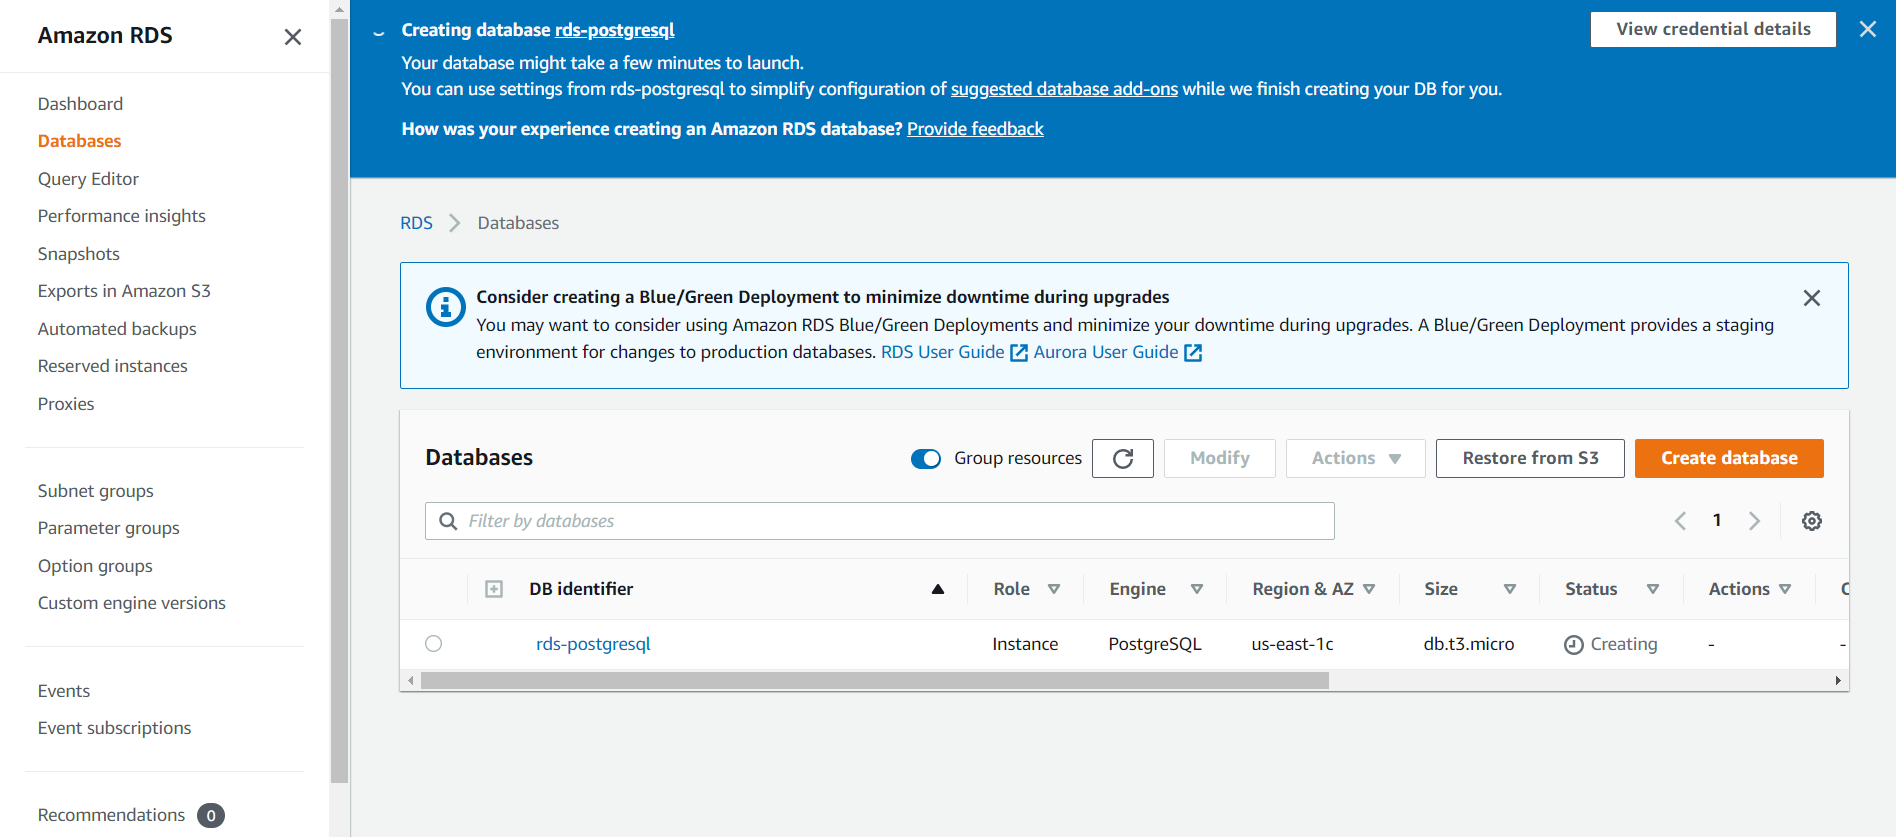 Amazon RDS
Dashboard
Databases
Query Editor
Performance insights
Snapshots
Exports in Amazon S3
Automated backups
Reserved instances
Proxies
Subnet groups
Parameter groups
Option groups
Custom engine versions
Events
Event subscriptions
Recommendations 0
Creating database rds-postgresql
View credential details
Your database might take a few minutes to launch.
You can use settings from rds-postgresql to simplify configuration of suggested database add-ons while we finish creating your DB for you.
How was your experience creating an Amazon RDS database? Provide feedback
RDS Databases
Consider creating a Blue/Green Deployment to minimize downtime during upgrades
You may want to consider using Amazon RDS Blue/Green Deployments and minimize your downtime during upgrades. A Blue/Green Deployment provides a staging
environment for changes to production databases. RDS User Guide Aurora User Guide
Databases Group resources Modify Actions Restore from S3 Create database
Filter by databases 1
DB identifier Role Engine Region & AZ Size Status Actions
rds-postgresql Instance PostgreSQL us-east-1c db.t3.micro Creating - -